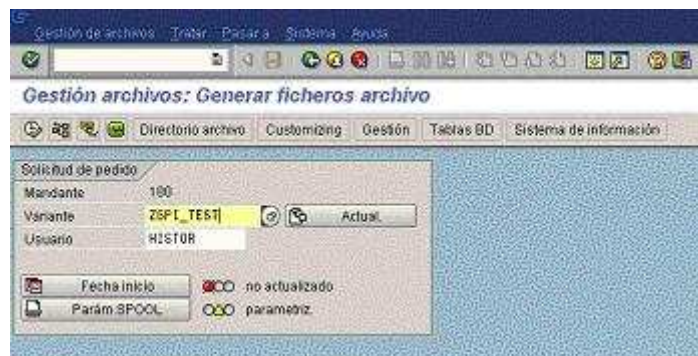 Gestión de archivos Tratar Pasar a Sistema Ayuda
Gestión archivos: Generar ficheros archivo
Directorio archivo Customizing Gestión Tablas BD Sistema de información
Solicitud de pedido
Mandante 180
Variante ZSPI_TEST Actual.
Usuario HISTOR
Fecha inicio no actualizado
Parám.SPOOL parametriz.